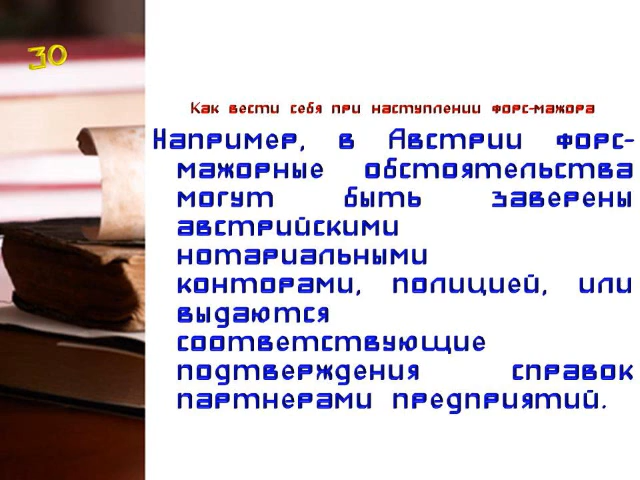 30
Как вести себя при наступлении форс-мажора
Например, в Австрии форс-
мажорные обстоятельства
могут быть заверены
австрийскими
нотариальными
конторами, полицией, или
выдаются
соответствующие
подтверждения справок
партнерами предприятий.